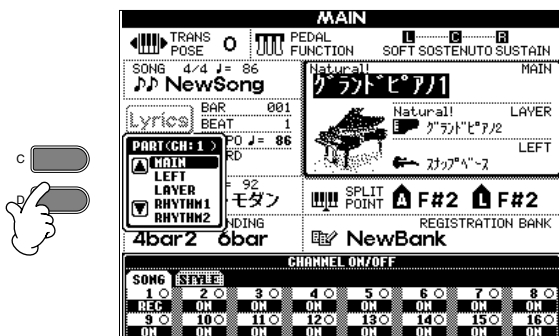 MAIN
TRANSPOSE 0
PEDAL FUNCTION
L C R
SOFT SOSTENUTO SUSTAIN
SONG 4/4 ♩= 86
NewSong
Natural! MAIN
グランドピアノ1
Lyrics
BAR 001
BEAT 1
PO ♩= 86
RD
Natural! LAYER
グランドピアノ2
LEFT
スナップベース
C
D
PART<CH: 1 >
MAIN
LEFT
LAYER
RHYTHM1
RHYTHM2
= 92
モダン
SPLIT POINT A F#2 L F#2
NDING
4bar2 6bar
REGISTRATION BANK
NewBank
CHANNEL ON/OFF
SONG STYLE
1 2 3 4 5 6 7 8
REC ON ON ON ON ON ON ON
9 10 11 12 13 14 15 16
ON ON ON ON ON ON ON ON